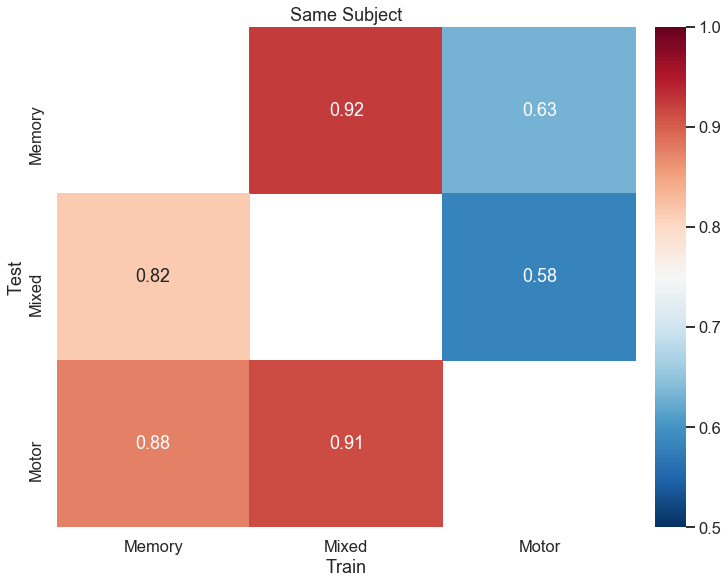 Same Subject
Test
Memory
0.92
0.63
Mixed
0.82
0.58
Motor
0.88
0.91
Memory
Mixed
Motor
Train
1.0
0.9
0.8
0.7
0.6
0.5